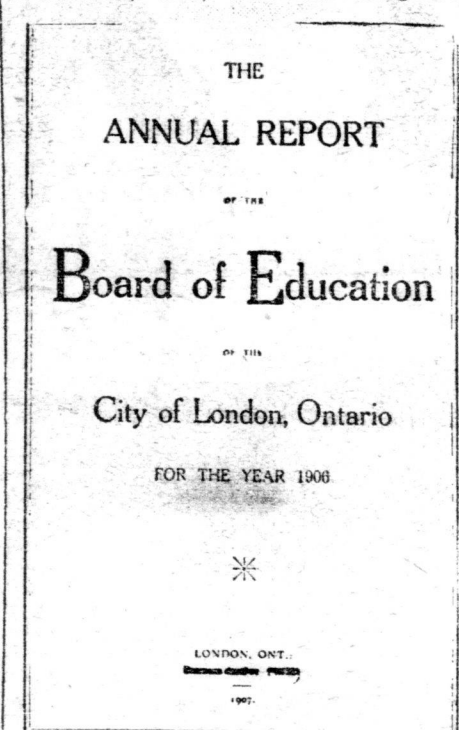 THE
ANNUAL REPORT
OF THE
Board of Education
OF THE
City of London, Ontario
FOR THE YEAR 1906
LONDON, ONT.:
1907.